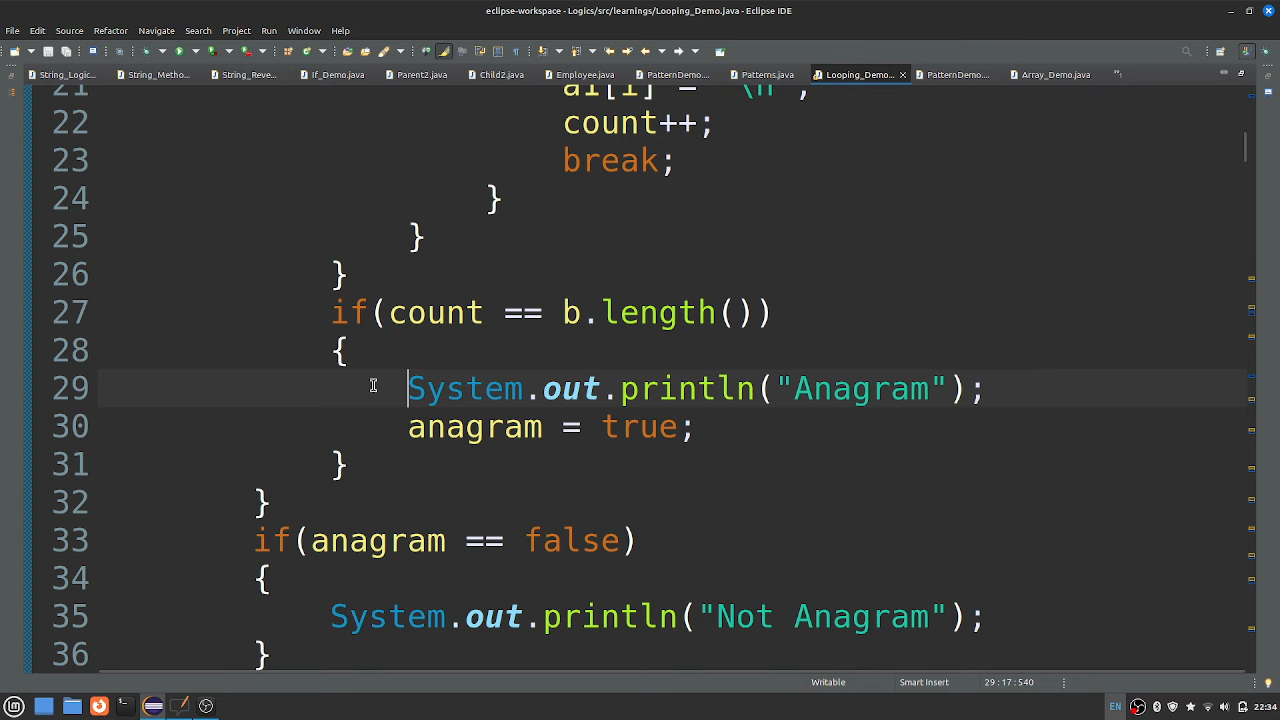 eclipse-workspace - Logics/src/learnings/Looping_Demo.java - Eclipse IDE
File Edit Source Refactor Navigate Search Project Run Window Help
String_Logic... String_Metho... String_Reve... If_Demo.java Parent2.java Child2.java Employee.java PatternDemo... Patterns.java Looping_Demo... PatternDemo.... Array_Demo.java
21 a1[i] = '\n';
22 count++;
23 break;
24 }
25 }
26 }
27 if(count == b.length())
28 {
29 System.out.println("Anagram");
30 anagram = true;
31 }
32 }
33 if(anagram == false)
34 {
35 System.out.println("Not Anagram");
36 }
Writable Smart Insert 29 : 17 : 540
EN 22:34